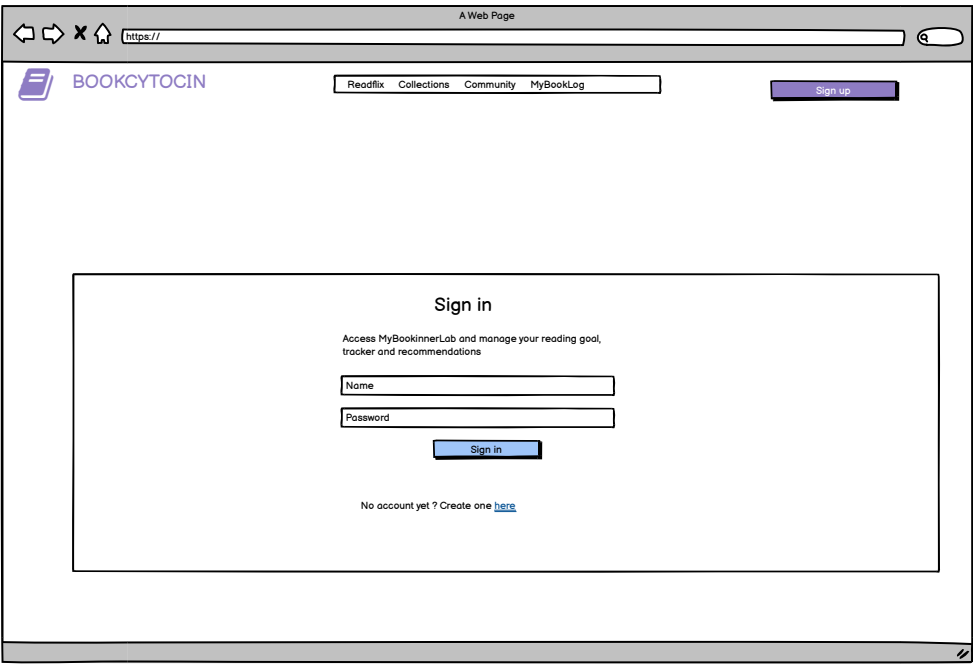 A Web Page
https://
BOOKCYTOCIN
Readflix Collections Community MyBookLog
Sign up
Sign in
Access MyBookinnerLab and manage your reading goal,
tracker and recommendations
Name
Password
Sign in
No account yet ? Create one here